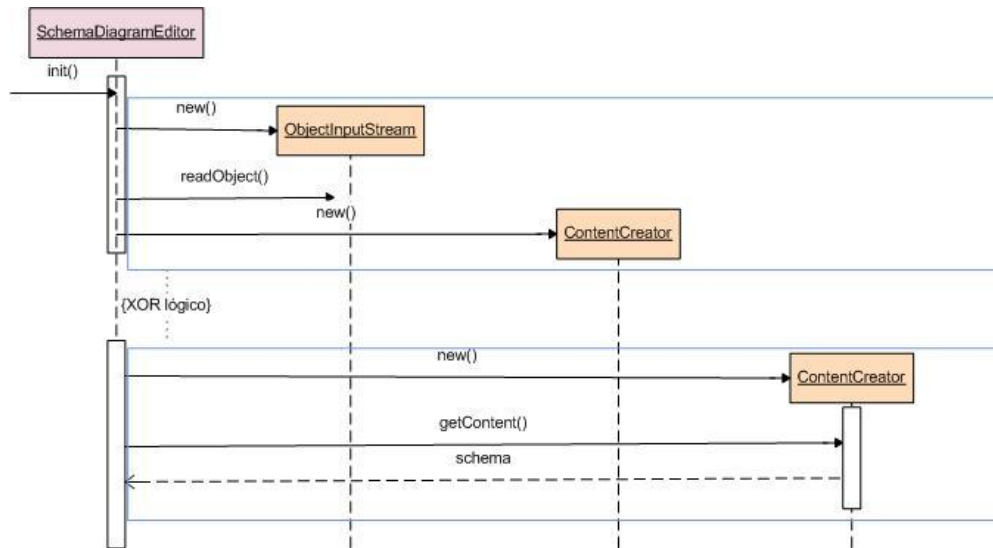 SchemaDiagramEditor
init()
new()
ObjectInputStream
readObject()
new()
ContentCreator
{XOR lógico}
new()
ContentCreator
getContent()
schema